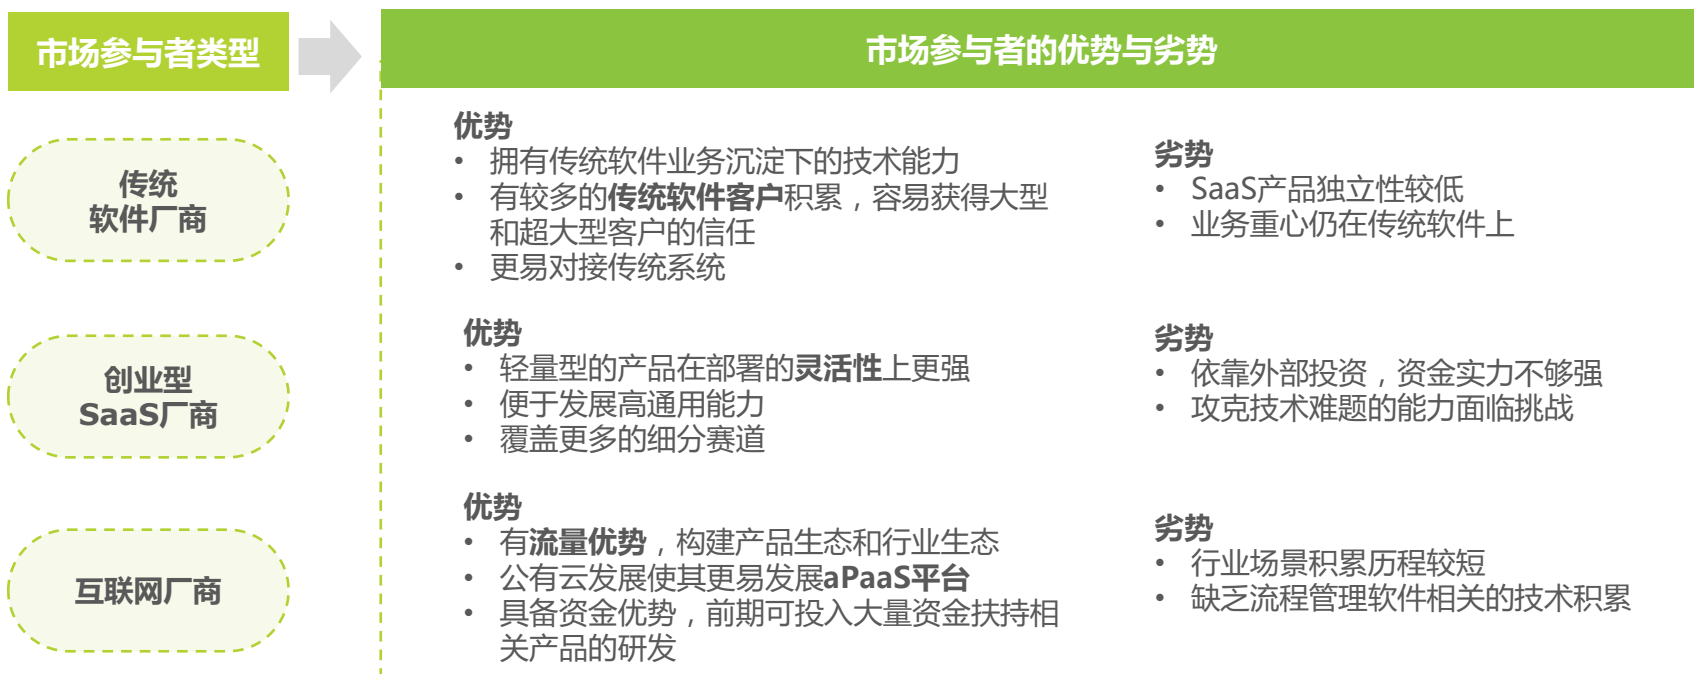 市场参与者类型
市场参与者的优势与劣势
传统
软件厂商
优势
• 拥有传统软件业务沉淀下的技术能力
• 有较多的传统软件客户积累，容易获得大型
和超大型客户的信任
• 更易对接传统系统
劣势
• SaaS产品独立性较低
• 业务重心仍在传统软件上
创业型
SaaS厂商
优势
• 轻量型的产品在部署的灵活性上更强
• 便于发展高通用能力
• 覆盖更多的细分赛道
劣势
• 依靠外部投资，资金实力不够强
• 攻克技术难题的能力面临挑战
互联网厂商
优势
• 有流量优势，构建产品生态和行业生态
• 公有云发展使其更易发展aPaaS平台
• 具备资金优势，前期可投入大量资金扶持相
关产品的研发
劣势
• 行业场景积累历程较短
• 缺乏流程管理软件相关的技术积累